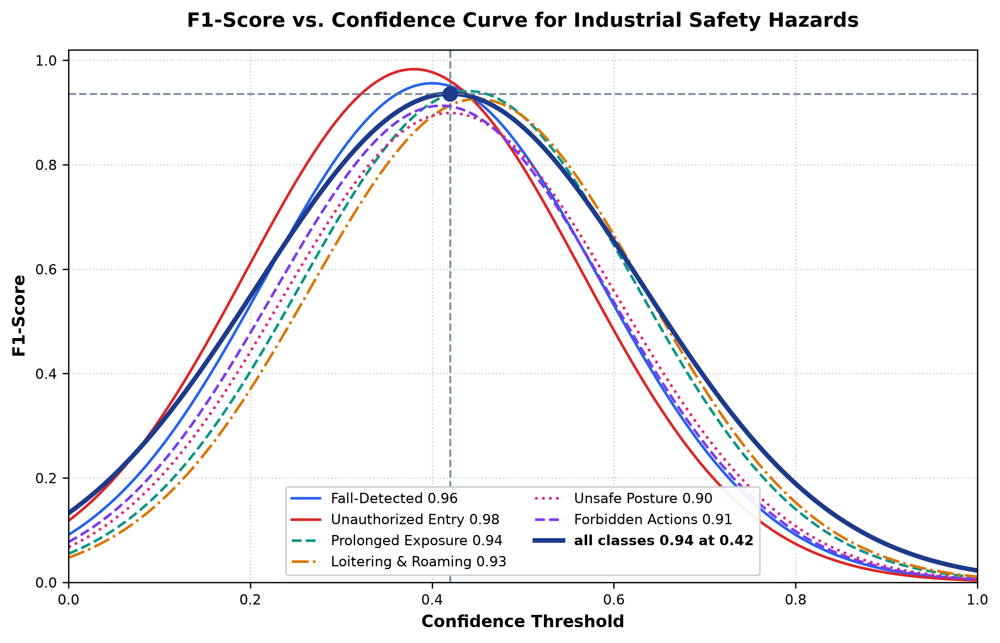 F1-Score vs. Confidence Curve for Industrial Safety Hazards
F1-Score
1.0
0.8
0.6
0.4
0.2
0.0
Fall-Detected 0.96
Unauthorized Entry 0.98
Prolonged Exposure 0.94
Loitering & Roaming 0.93
Unsafe Posture 0.90
Forbidden Actions 0.91
all classes 0.94 at 0.42
0.0 0.2 0.4 0.6 0.8 1.0
Confidence Threshold